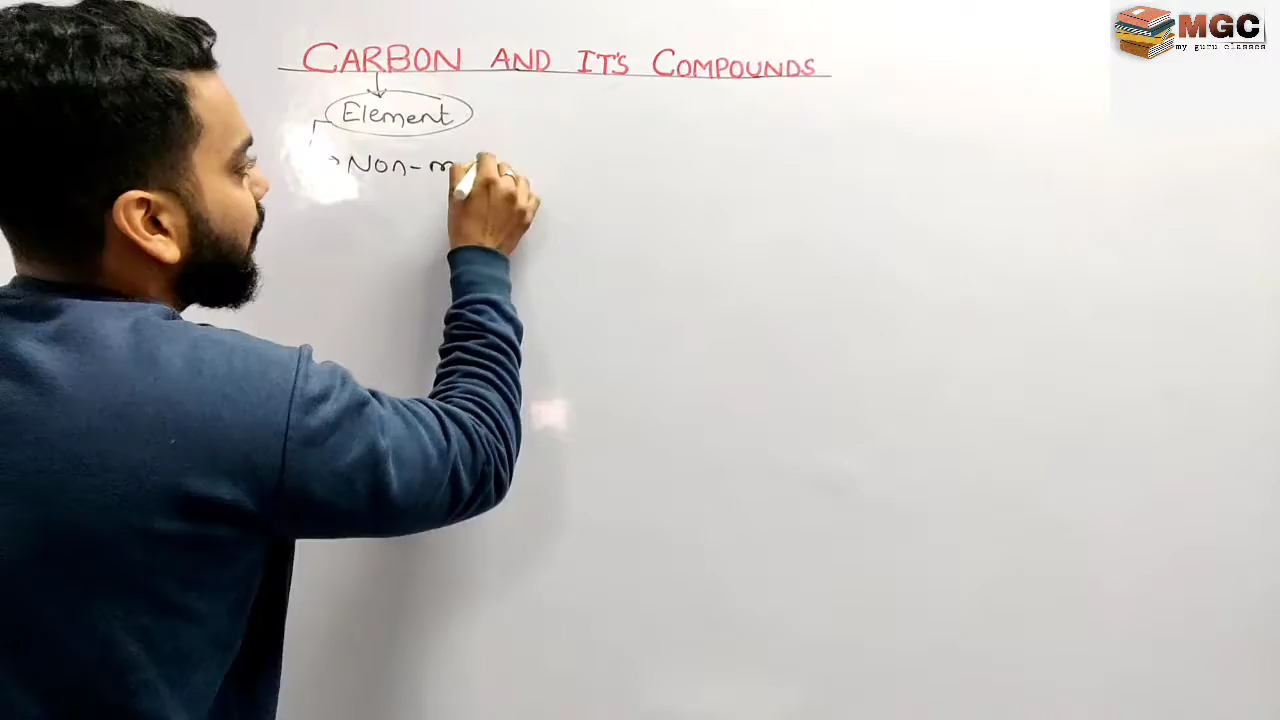 CARBON AND IT'S COMPOUNDS
Element
Non-m
MGC
my guru classes